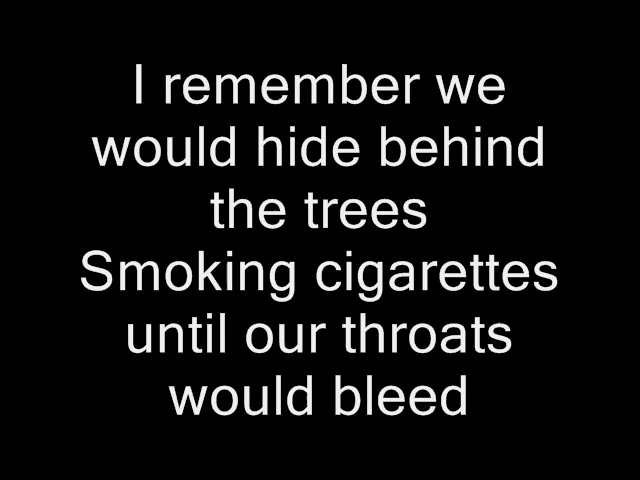 I remember we
would hide behind
the trees
Smoking cigarettes
until our throats
would bleed